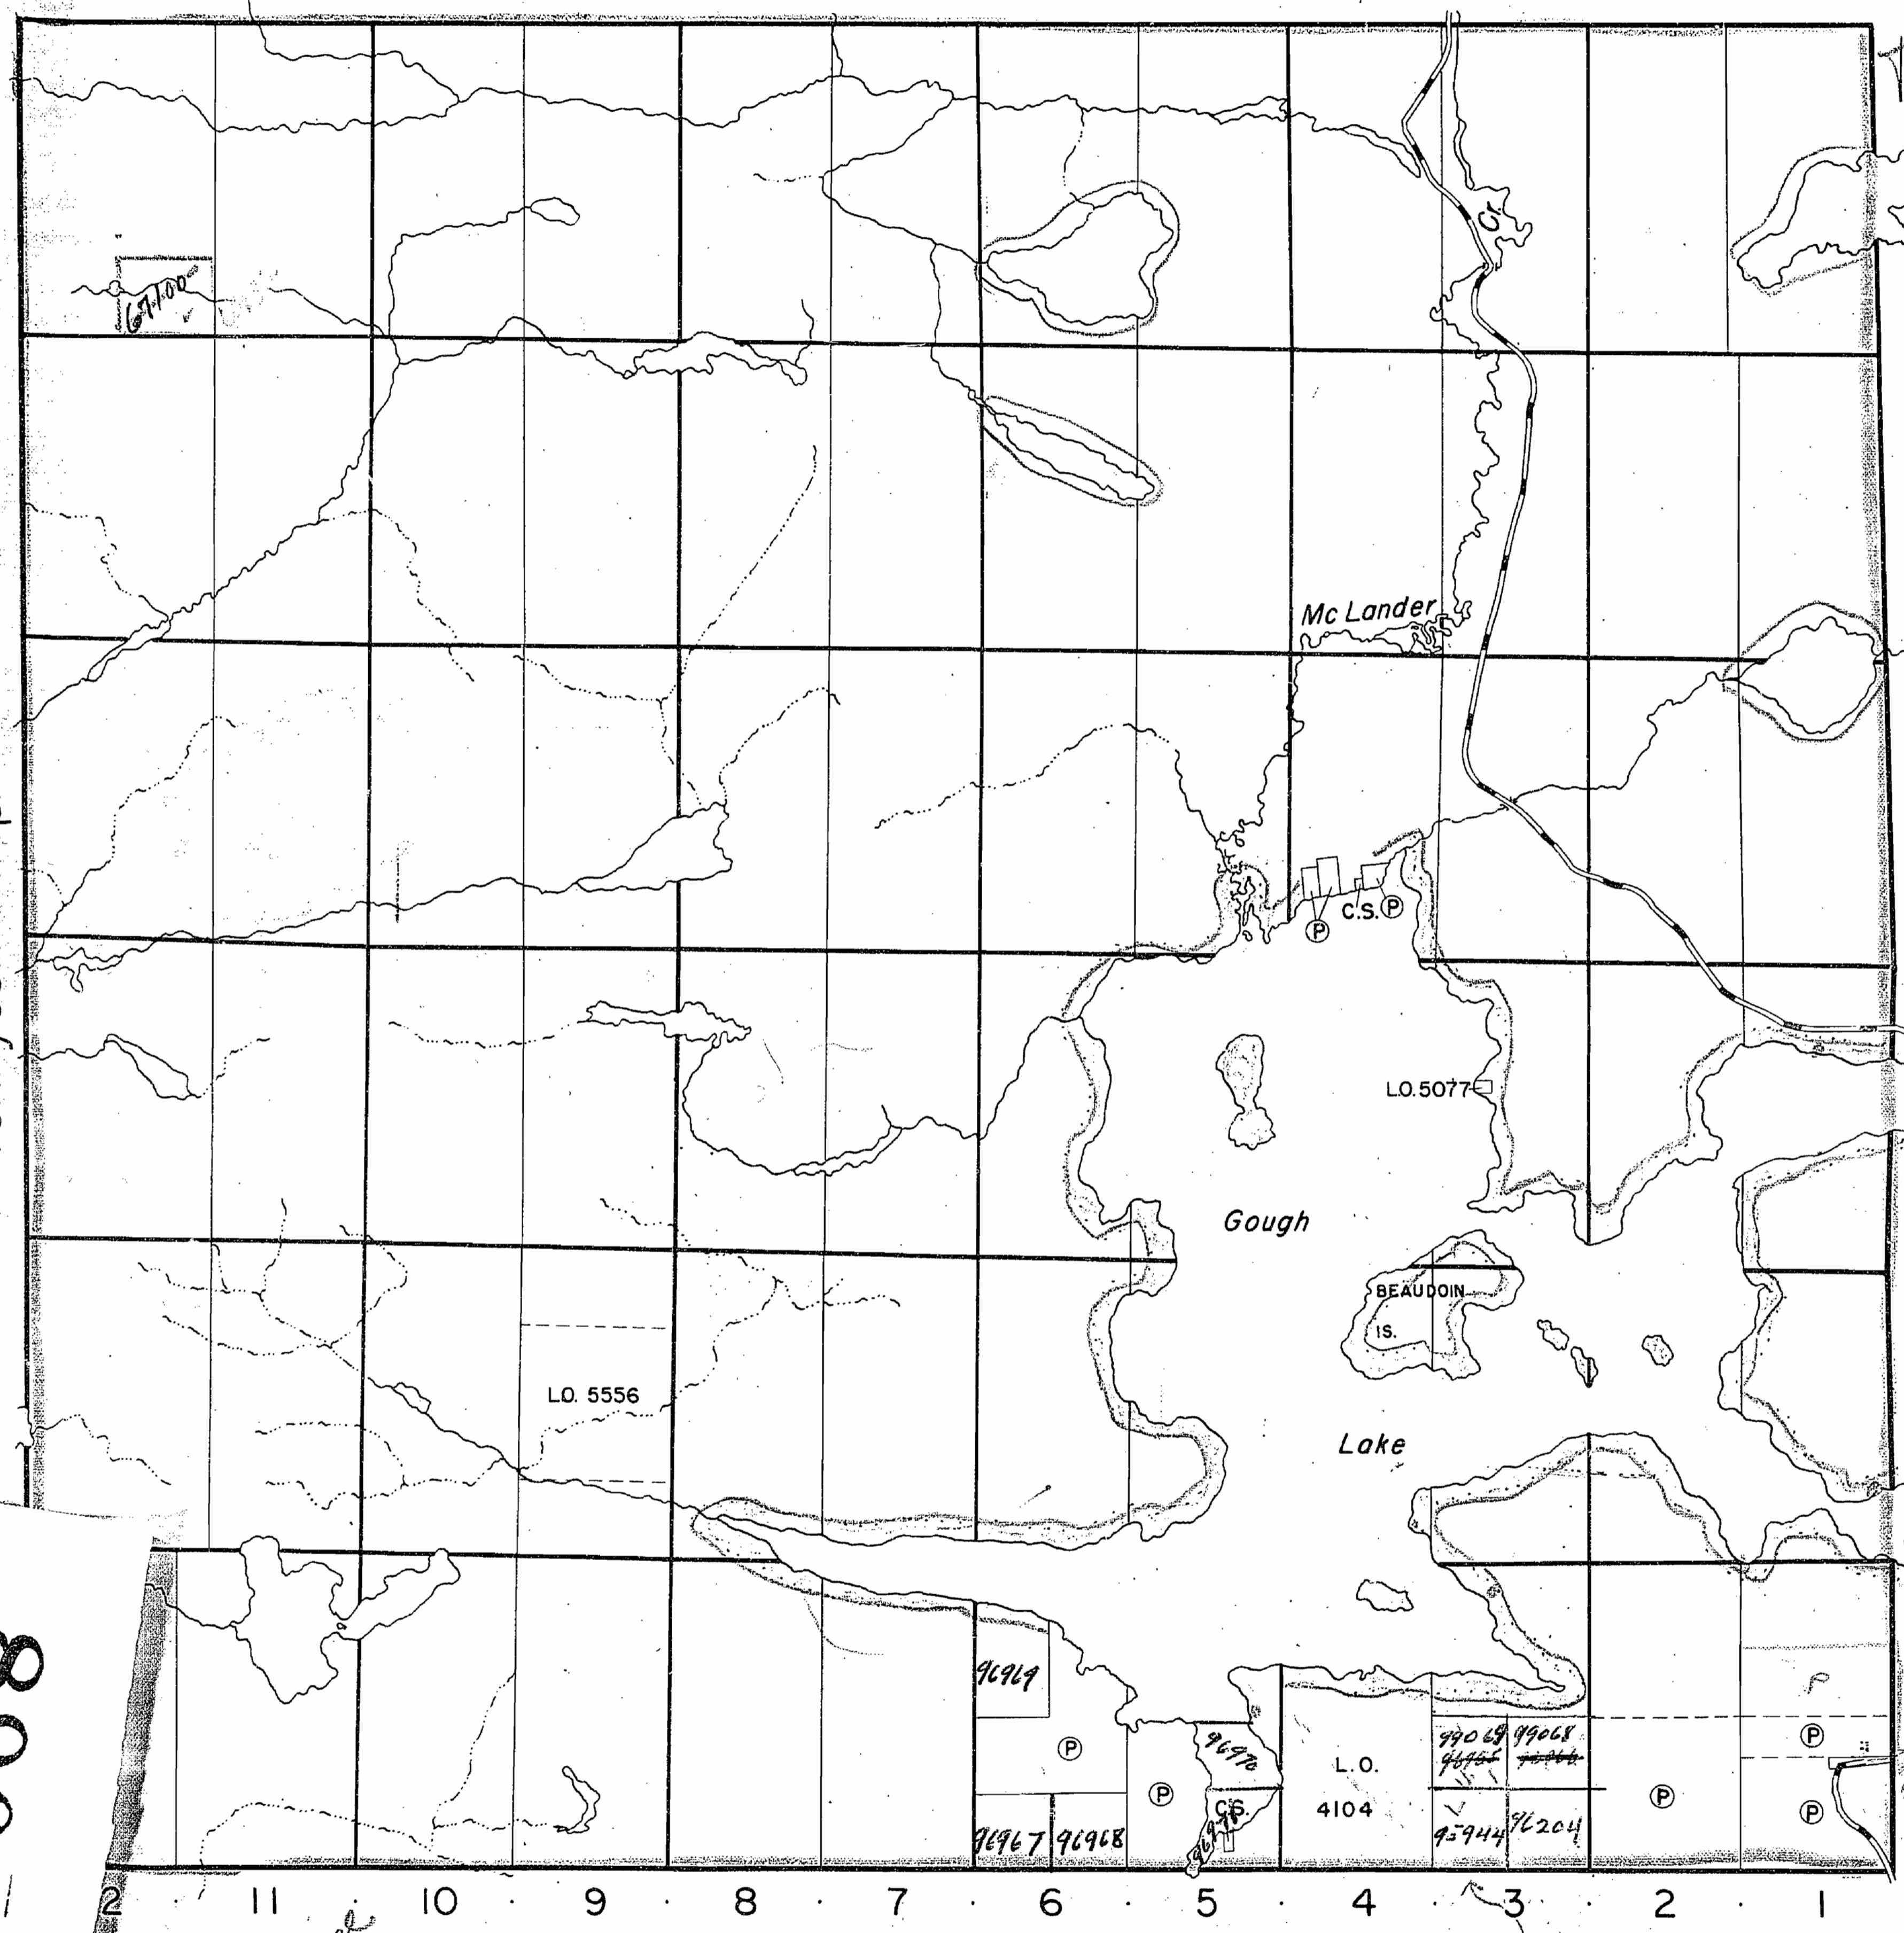 Cr.
67100
Mc Lander
C.S. P
P
L.O. 5077
Gough
BEAUDOIN
IS.
L.O. 5556
Lake
96969
P
99069 99068
P
96970
L.O.
P
P
C.S.
4104
P
95944 96204
96967 96968
2 11 10 9 8 7 6 5 4 3 2 1